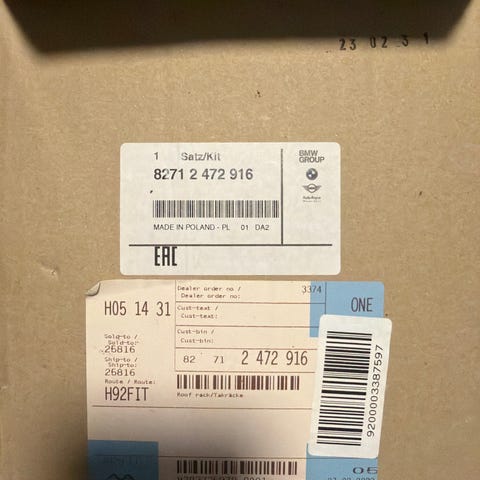 23 02 3 1
1 Satz/Kit
8271 2 472 916
MADE IN POLAND - PL 01 DA2
EAC
BMW
GROUP
H05 14 31
Sold-to /
Sold-to:
26816
Ship-to /
Ship-to:
26816
Route / Route:
H92FIT
Dealer order no / 3374
Dealer order no:
Cust-text /
Cust-text:
Cust-bin /
Cust-bin:
82 71 2 472 916
Roof rack/Takräcke
ONE
9200003387597
05